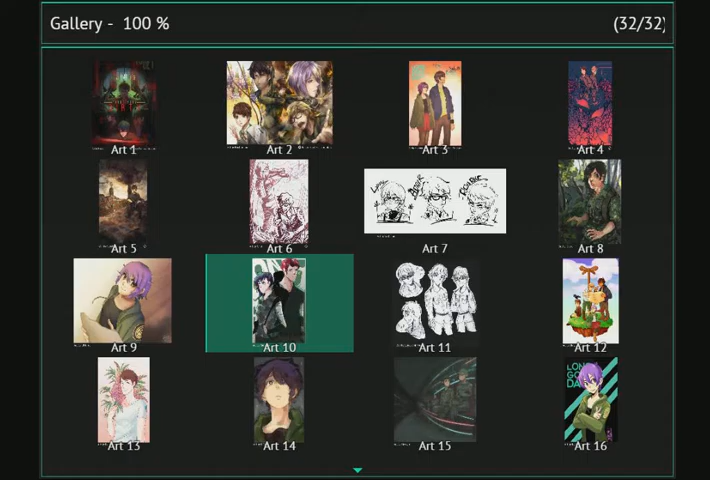 Gallery - 100 %
(32/32)
Art 1
Art 2
Art 3
Art 4
Art 5
Art 6
Art 7
Art 8
Art 9
Art 10
Art 11
Art 12
Art 13
Art 14
Art 15
Art 16